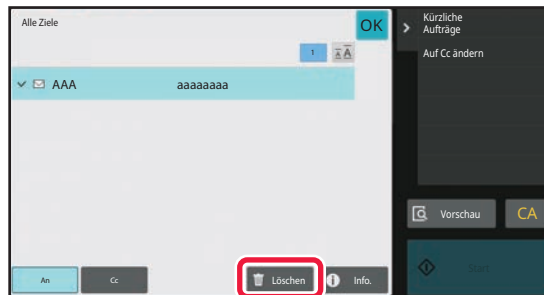 Alle Ziele
OK
1
AAA aaaaaaaa
An
Cc
Löschen
Info.
Kürzliche
Aufträge
Auf Cc ändern
Vorschau
CA
Start